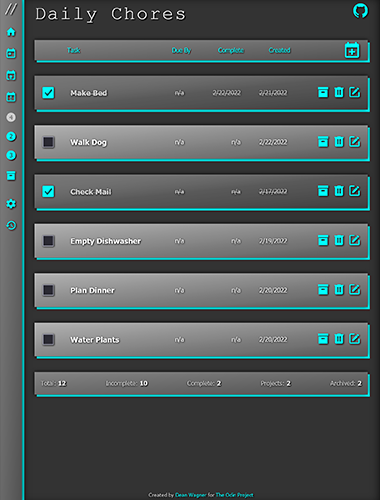 //
Daily Chores
Task Due By Complete Created
Make Bed n/a 2/22/2022 2/21/2022
Walk Dog n/a n/a 2/22/2022
Check Mail n/a n/a 2/17/2022
Empty Dishwasher n/a n/a 2/19/2022
Plan Dinner n/a n/a 2/20/2022
Water Plants n/a n/a 2/20/2022
4
2
3
Total: 12 Incomplete: 10 Complete: 2 Projects: 2 Archived: 2
Created by Dean Wagner for The Odin Project